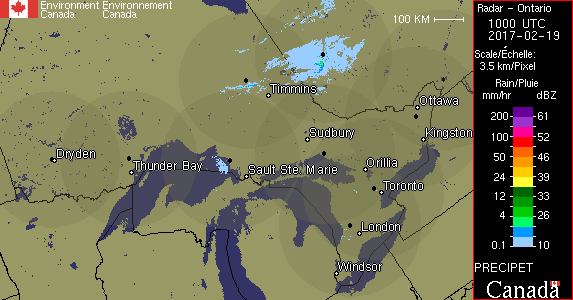 Environment Environnement
Canada Canada
100 KM
Timmins
Ottawa
Sudbury
Kingston
Dryden
Thunder Bay
Sault Ste. Marie
Orillia
Toronto
London
Windsor
Radar - Ontario
1000 UTC
2017-02-19
Scale/Échelle:
3.5 km/Pixel
Rain/Pluie
mm/hr dBZ
200 61
100 52
50 46
24 39
12 33
4 26
0.1 10
PRECIPET
Canada